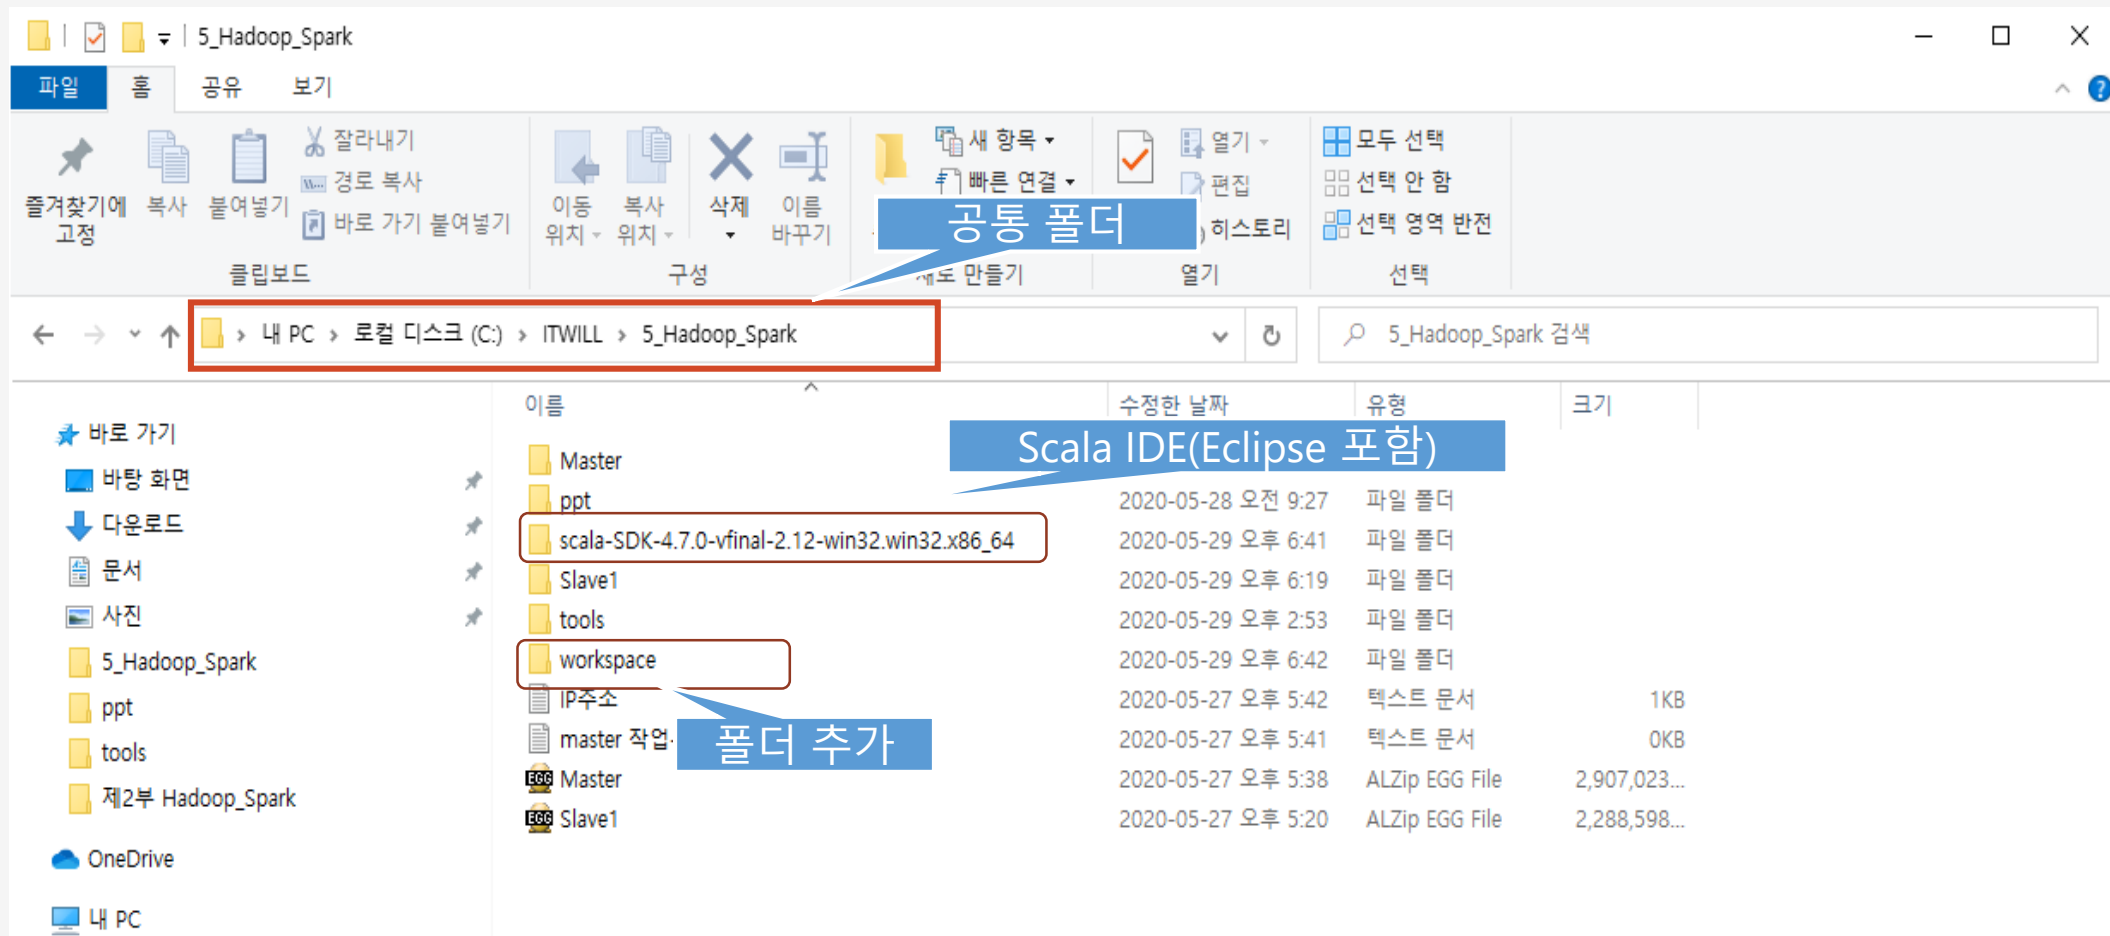 5_Hadoop_Spark
파일 홈 공유 보기
즐겨찾기에 고정
복사
붙여넣기
잘라내기
경로 복사
바로 가기 붙여넣기
클립보드
이동 위치
복사 위치
삭제
이름 바꾸기
구성
새 항목
빠른 연결
새로 만들기
열기
편집
히스토리
열기
모두 선택
선택 안 함
선택 영역 반전
선택
공통 폴더
내 PC > 로컬 디스크 (C:) > ITWILL > 5_Hadoop_Spark
5_Hadoop_Spark 검색
바로 가기
바탕 화면
다운로드
문서
사진
5_Hadoop_Spark
ppt
tools
제2부 Hadoop_Spark
OneDrive
내 PC
이름 수정한 날짜 유형 크기
Scala IDE(Eclipse 포함)
Master
ppt 2020-05-28 오전 9:27 파일 폴더
scala-SDK-4.7.0-vfinal-2.12-win32.win32.x86_64 2020-05-29 오후 6:41 파일 폴더
Slave1 2020-05-29 오후 6:19 파일 폴더
tools 2020-05-29 오후 2:53 파일 폴더
workspace 2020-05-29 오후 6:42 파일 폴더
IP주소 2020-05-27 오후 5:42 텍스트 문서 1KB
master 작업 2020-05-27 오후 5:41 텍스트 문서 0KB
폴더 추가
EGG Master 2020-05-27 오후 5:38 ALZip EGG File 2,907,023...
EGG Slave1 2020-05-27 오후 5:20 ALZip EGG File 2,288,598...